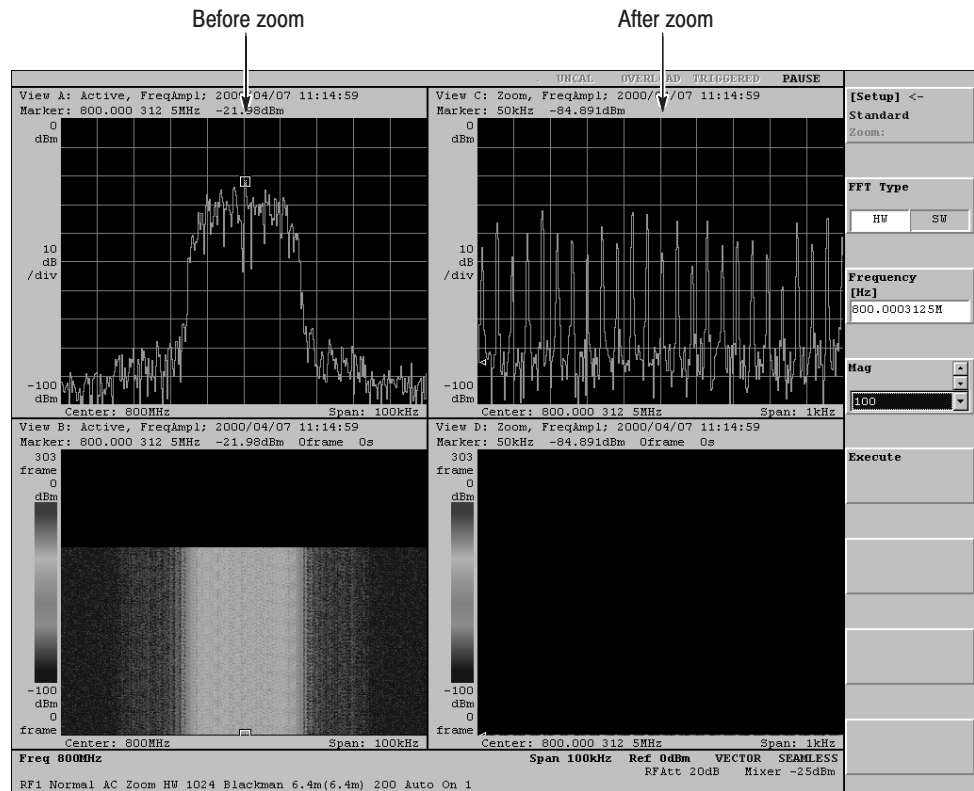 Before zoom
After zoom
. UNCAL OVERLOAD TRIGGERED PAUSE
View A: Active, FreqAmpl; 2000/04/07 11:14:59
Marker: 800.000 312 5MHz -21.98dBm
0
dBm
10
dB
/div
-100
dBm
Center: 800MHz
Span: 100kHz
View C: Zoom, FreqAmpl; 2000/04/07 11:14:59
Marker: 50kHz -84.891dBm
0
dBm
10
dB
/div
-100
dBm
Center: 800.000 312 5MHz
Span: 1kHz
View B: Active, FreqAmpl; 2000/04/07 11:14:59
Marker: 800.000 312 5MHz -21.98dBm 0frame 0s
303
frame
0
dBm
-100
dBm
0
frame
Center: 800MHz
Span: 100kHz
View D: Zoom, FreqAmpl; 2000/04/07 11:14:59
Marker: 50kHz -84.891dBm 0frame 0s
303
frame
0
dBm
-100
dBm
0
frame
Center: 800.000 312 5MHz
Span: 1kHz
[Setup] <-
Standard
Zoom:
FFT Type
HW SW
Frequency
[Hz]
800.0003125M
Mag
100
Execute
Freq 800MHz
Span 100kHz Ref 0dBm VECTOR SEAMLESS
RFAtt 20dB Mixer -25dBm
RF1 Normal AC Zoom HW 1024 Blackman 6.4m(6.4m) 200 Auto On 1